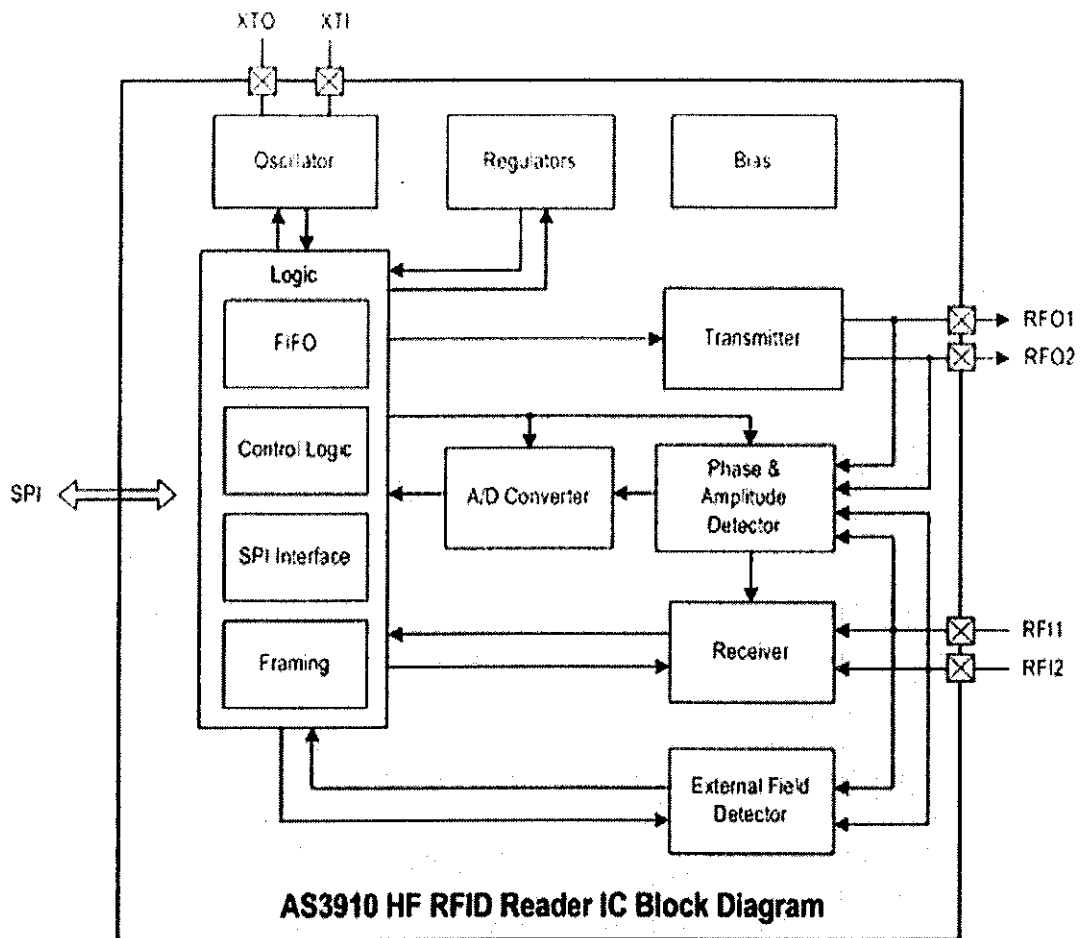 XTO XTI
Oscillator
Regulators
Bias
Logic
FIFO
Transmitter
RFO1
RFO2
Control Logic
A/D Converter
Phase &
Amplitude
Detector
SPI
SPI Interface
Framing
Receiver
RFI1
RFI2
External Field
Detector
AS3910 HF RFID Reader IC Block Diagram